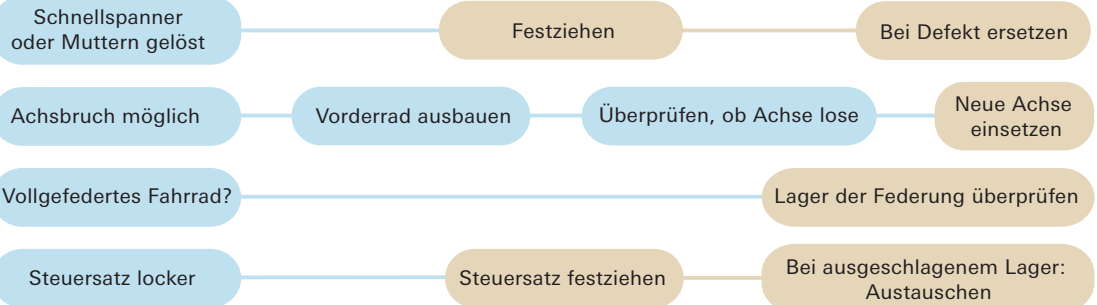 Schnellspanner
oder Muttern gelöst
Festziehen
Bei Defekt ersetzen
Achsbruch möglich
Vorderrad ausbauen
Überprüfen, ob Achse lose
Neue Achse
einsetzen
Vollgefedertes Fahrrad?
Lager der Federung überprüfen
Steuersatz locker
Steuersatz festziehen
Bei ausgeschlagenem Lager:
Austauschen